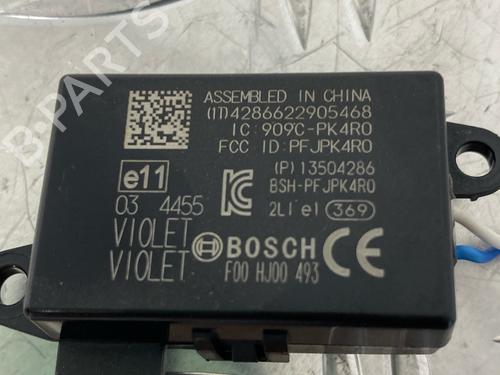 ASSEMBLED IN CHINA
(1T)4286622905468
IC:909C-PK4R0
FCC ID:PFJPK4R0
(P)13504286
BSH-PFJPK4R0
2Li e1 369
e11
03 4455
VIOLET
VIOLET
BOSCH
F00 HJ00 493
CE